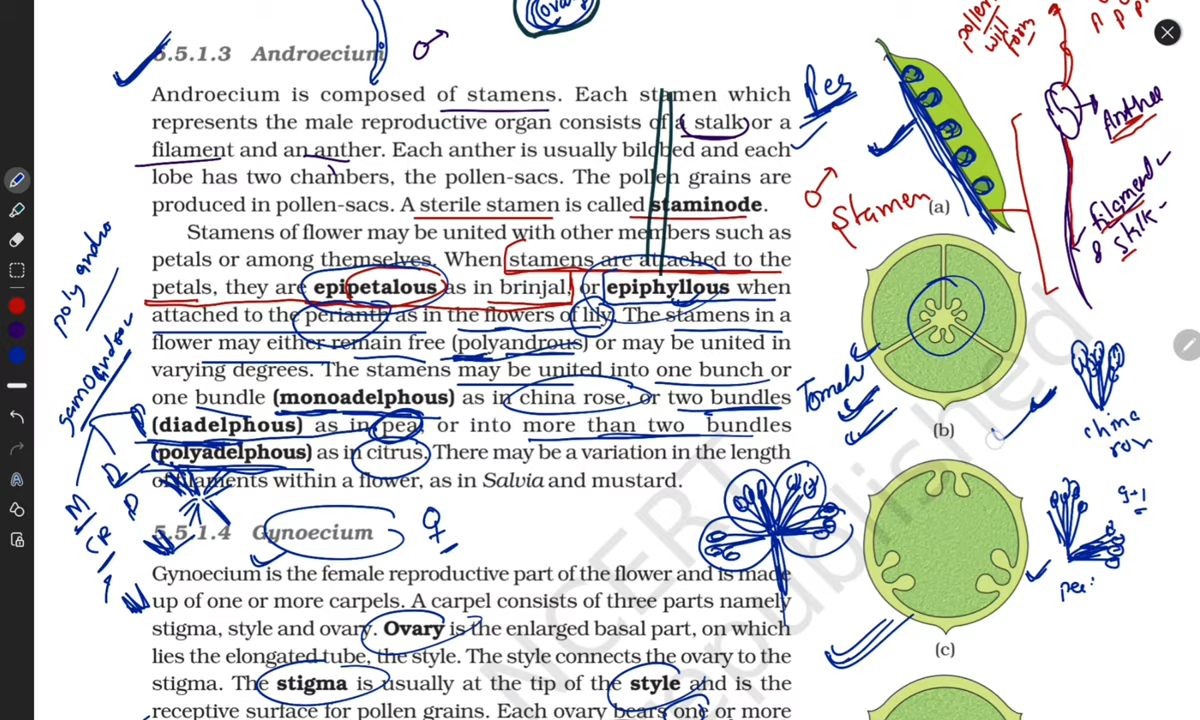 ovary
5.5.1.3 Androecium
Androecium is composed of stamens. Each stamen which
represents the male reproductive organ consists of a stalk or a
filament and an anther. Each anther is usually bilobed and each
lobe has two chambers, the pollen-sacs. The pollen grains are
produced in pollen-sacs. A sterile stamen is called staminode.
Stamens of flower may be united with other members such as
petals or among themselves. When stamens are attached to the
petals, they are epipetalous as in brinjal, or epiphyllous when
attached to the perianth as in the flowers of lily. The stamens in a
flower may either remain free (polyandrous) or may be united in
varying degrees. The stamens may be united into one bunch or
one bundle (monoadelphous) as in china rose, or two bundles
(diadelphous) as in pea, or into more than two bundles
(polyadelphous) as in citrus. There may be a variation in the length
of filaments within a flower, as in Salvia and mustard.
5.5.1.4 Gynoecium
Gynoecium is the female reproductive part of the flower and is made
up of one or more carpels. A carpel consists of three parts namely
stigma, style and ovary. Ovary is the enlarged basal part, on which
lies the elongated tube, the style. The style connects the ovary to the
stigma. The stigma is usually at the tip of the style and is the
receptive surface for pollen grains. Each ovary bears one or more
polyandro
M
D
P
CR
pollen
will
form
Anther
filament
stalk
Stamen
(a)
(b)
china
9+1
(c)
NCERT
republished